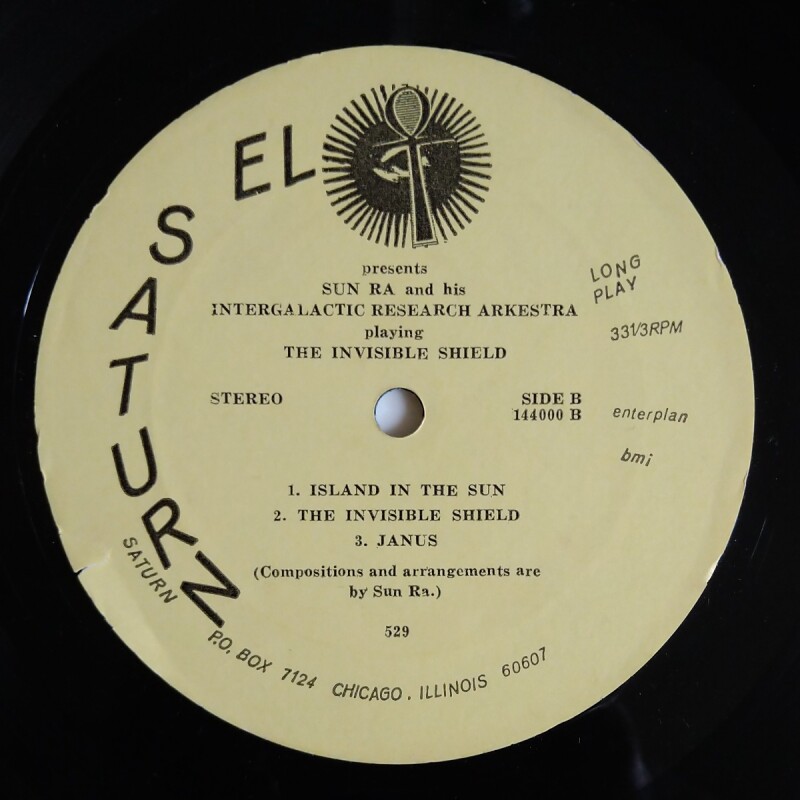 EL SATURN
presents
SUN RA and his
INTERGALACTIC RESEARCH ARKESTRA
playing
THE INVISIBLE SHIELD
LONG
PLAY
331/3RPM
STEREO
SIDE B
144000 B
enterplan
bmi
1. ISLAND IN THE SUN
2. THE INVISIBLE SHIELD
3. JANUS
(Compositions and arrangements are
by Sun Ra.)
529
SATURN
P.O. BOX 7124 CHICAGO . ILLINOIS 60607